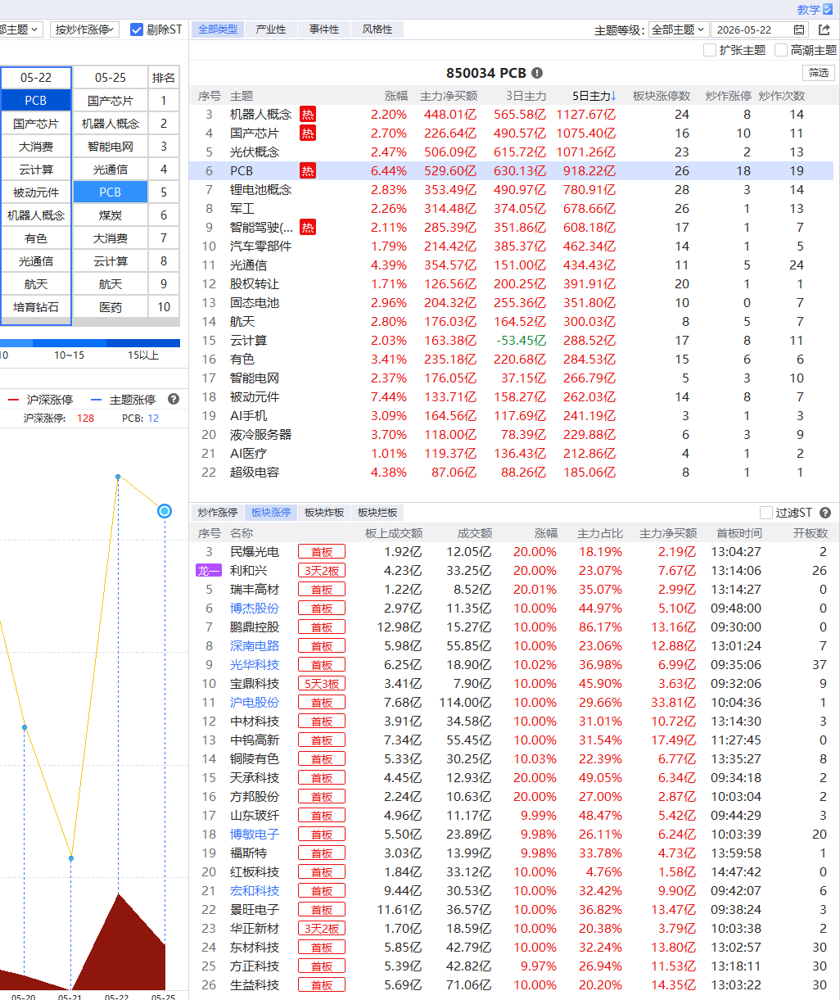 教学
部主题 按炒作涨停 剔除ST 全部类型 产业性 事件性 风格性 主题等级: 全部主题 2026-05-22
扩张主题 高潮主题
850034 PCB 筛选
05-22 05-25 排名
PCB 国产芯片 1
国产芯片 机器人概念 2
大消费 智能电网 3
云计算 光通信 4
被动元件 PCB 5
机器人概念 煤炭 6
有色 大消费 7
光通信 云计算 8
航天 航天 9
培育钻石 医药 10
10 10~15 15以上
沪深涨停 主题涨停
沪深涨停: 128 PCB: 12
05-20 05-21 05-22 05-25
序号 主题 涨幅 主力净买额 3日主力 5日主力↓ 板块涨停数 炒作涨停 炒作次数
3 机器人概念 热 2.20% 448.01亿 565.58亿 1127.67亿 24 8 14
4 国产芯片 热 2.70% 226.64亿 490.57亿 1075.40亿 16 10 11
5 光伏概念 2.47% 506.09亿 615.72亿 1071.26亿 23 2 13
6 PCB 热 6.44% 529.60亿 630.13亿 918.22亿 26 18 19
7 锂电池概念 2.83% 353.49亿 490.97亿 780.91亿 28 3 14
8 军工 2.26% 314.48亿 374.05亿 678.66亿 26 1 13
9 智能驾驶(... 热 2.11% 285.39亿 351.86亿 608.18亿 17 1 7
10 汽车零部件 1.79% 214.42亿 385.37亿 462.34亿 14 1 5
11 光通信 4.39% 354.57亿 151.00亿 434.43亿 11 5 24
12 股权转让 1.71% 126.56亿 200.25亿 391.91亿 20 1 1
13 固态电池 2.96% 204.32亿 255.36亿 351.80亿 10 0 7
14 航天 2.80% 176.03亿 164.52亿 300.03亿 8 5 7
15 云计算 2.03% 163.38亿 -53.45亿 288.52亿 17 8 11
16 有色 3.41% 235.18亿 220.68亿 284.53亿 15 6 6
17 智能电网 2.37% 176.05亿 37.15亿 266.79亿 5 3 10
18 被动元件 7.44% 133.71亿 158.27亿 262.03亿 14 8 7
19 AI手机 3.09% 164.56亿 117.69亿 241.19亿 3 1 3
20 液冷服务器 3.70% 118.00亿 78.39亿 229.88亿 6 3 9
21 AI医疗 1.01% 119.37亿 136.43亿 212.86亿 4 1 2
22 超级电容 4.38% 87.06亿 88.26亿 185.06亿 8 1 1
炒作涨停 板块涨停 板块炸板 板块烂板 过滤ST
序号 名称 板上成交额 成交额 涨幅 主力占比 主力净买额 首板时间 开板数
3 民爆光电 首板 1.92亿 12.05亿 20.00% 18.19% 2.19亿 13:04:27 2
龙一 利和兴 3天2板 4.23亿 33.25亿 20.00% 23.07% 7.67亿 13:14:06 26
5 瑞丰高材 首板 1.22亿 8.52亿 20.01% 35.07% 2.99亿 13:14:27 0
6 博杰股份 首板 2.97亿 11.35亿 10.00% 44.97% 5.10亿 09:48:00 0
7 鹏鼎控股 首板 12.98亿 15.27亿 10.00% 86.17% 13.16亿 09:30:00 0
8 深南电路 首板 5.98亿 55.85亿 10.00% 23.06% 12.88亿 13:01:24 7
9 光华科技 首板 6.25亿 18.90亿 10.02% 36.98% 6.99亿 09:35:06 37
10 宝鼎科技 5天3板 3.41亿 7.90亿 10.00% 45.90% 3.63亿 09:32:06 9
11 沪电股份 首板 7.68亿 114.00亿 10.00% 29.66% 33.81亿 10:04:36 1
12 中材科技 首板 3.91亿 34.58亿 10.00% 31.01% 10.72亿 13:14:30 3
13 中钨高新 首板 7.34亿 55.45亿 10.00% 31.54% 17.49亿 11:27:45 0
14 铜陵有色 首板 5.33亿 30.25亿 10.03% 22.39% 6.77亿 13:35:27 8
15 天承科技 首板 4.45亿 12.93亿 20.00% 49.05% 6.34亿 09:34:18 2
16 方邦股份 首板 2.24亿 10.63亿 20.00% 27.00% 2.87亿 10:03:04 2
17 山东玻纤 首板 4.96亿 11.17亿 9.99% 48.47% 5.42亿 09:44:29 3
18 博敏电子 首板 5.50亿 23.89亿 9.98% 26.11% 6.24亿 10:03:39 20
19 福斯特 首板 3.03亿 13.99亿 9.98% 33.78% 4.73亿 13:59:58 1
20 红板科技 首板 1.84亿 33.12亿 10.00% 4.76% 1.58亿 14:47:42 0
21 宏和科技 首板 9.44亿 30.53亿 10.00% 32.42% 9.90亿 09:42:07 6
22 景旺电子 首板 11.61亿 36.57亿 10.00% 36.82% 13.47亿 09:38:24 3
23 华正新材 3天2板 1.70亿 18.59亿 10.00% 20.38% 3.79亿 10:03:38 2
24 东材科技 首板 5.85亿 42.79亿 10.00% 32.24% 13.80亿 13:02:57 30
25 方正科技 首板 5.39亿 42.82亿 9.97% 26.94% 11.53亿 13:18:11 30
26 生益科技 首板 5.69亿 71.06亿 10.00% 20.20% 14.35亿 13:03:22 30